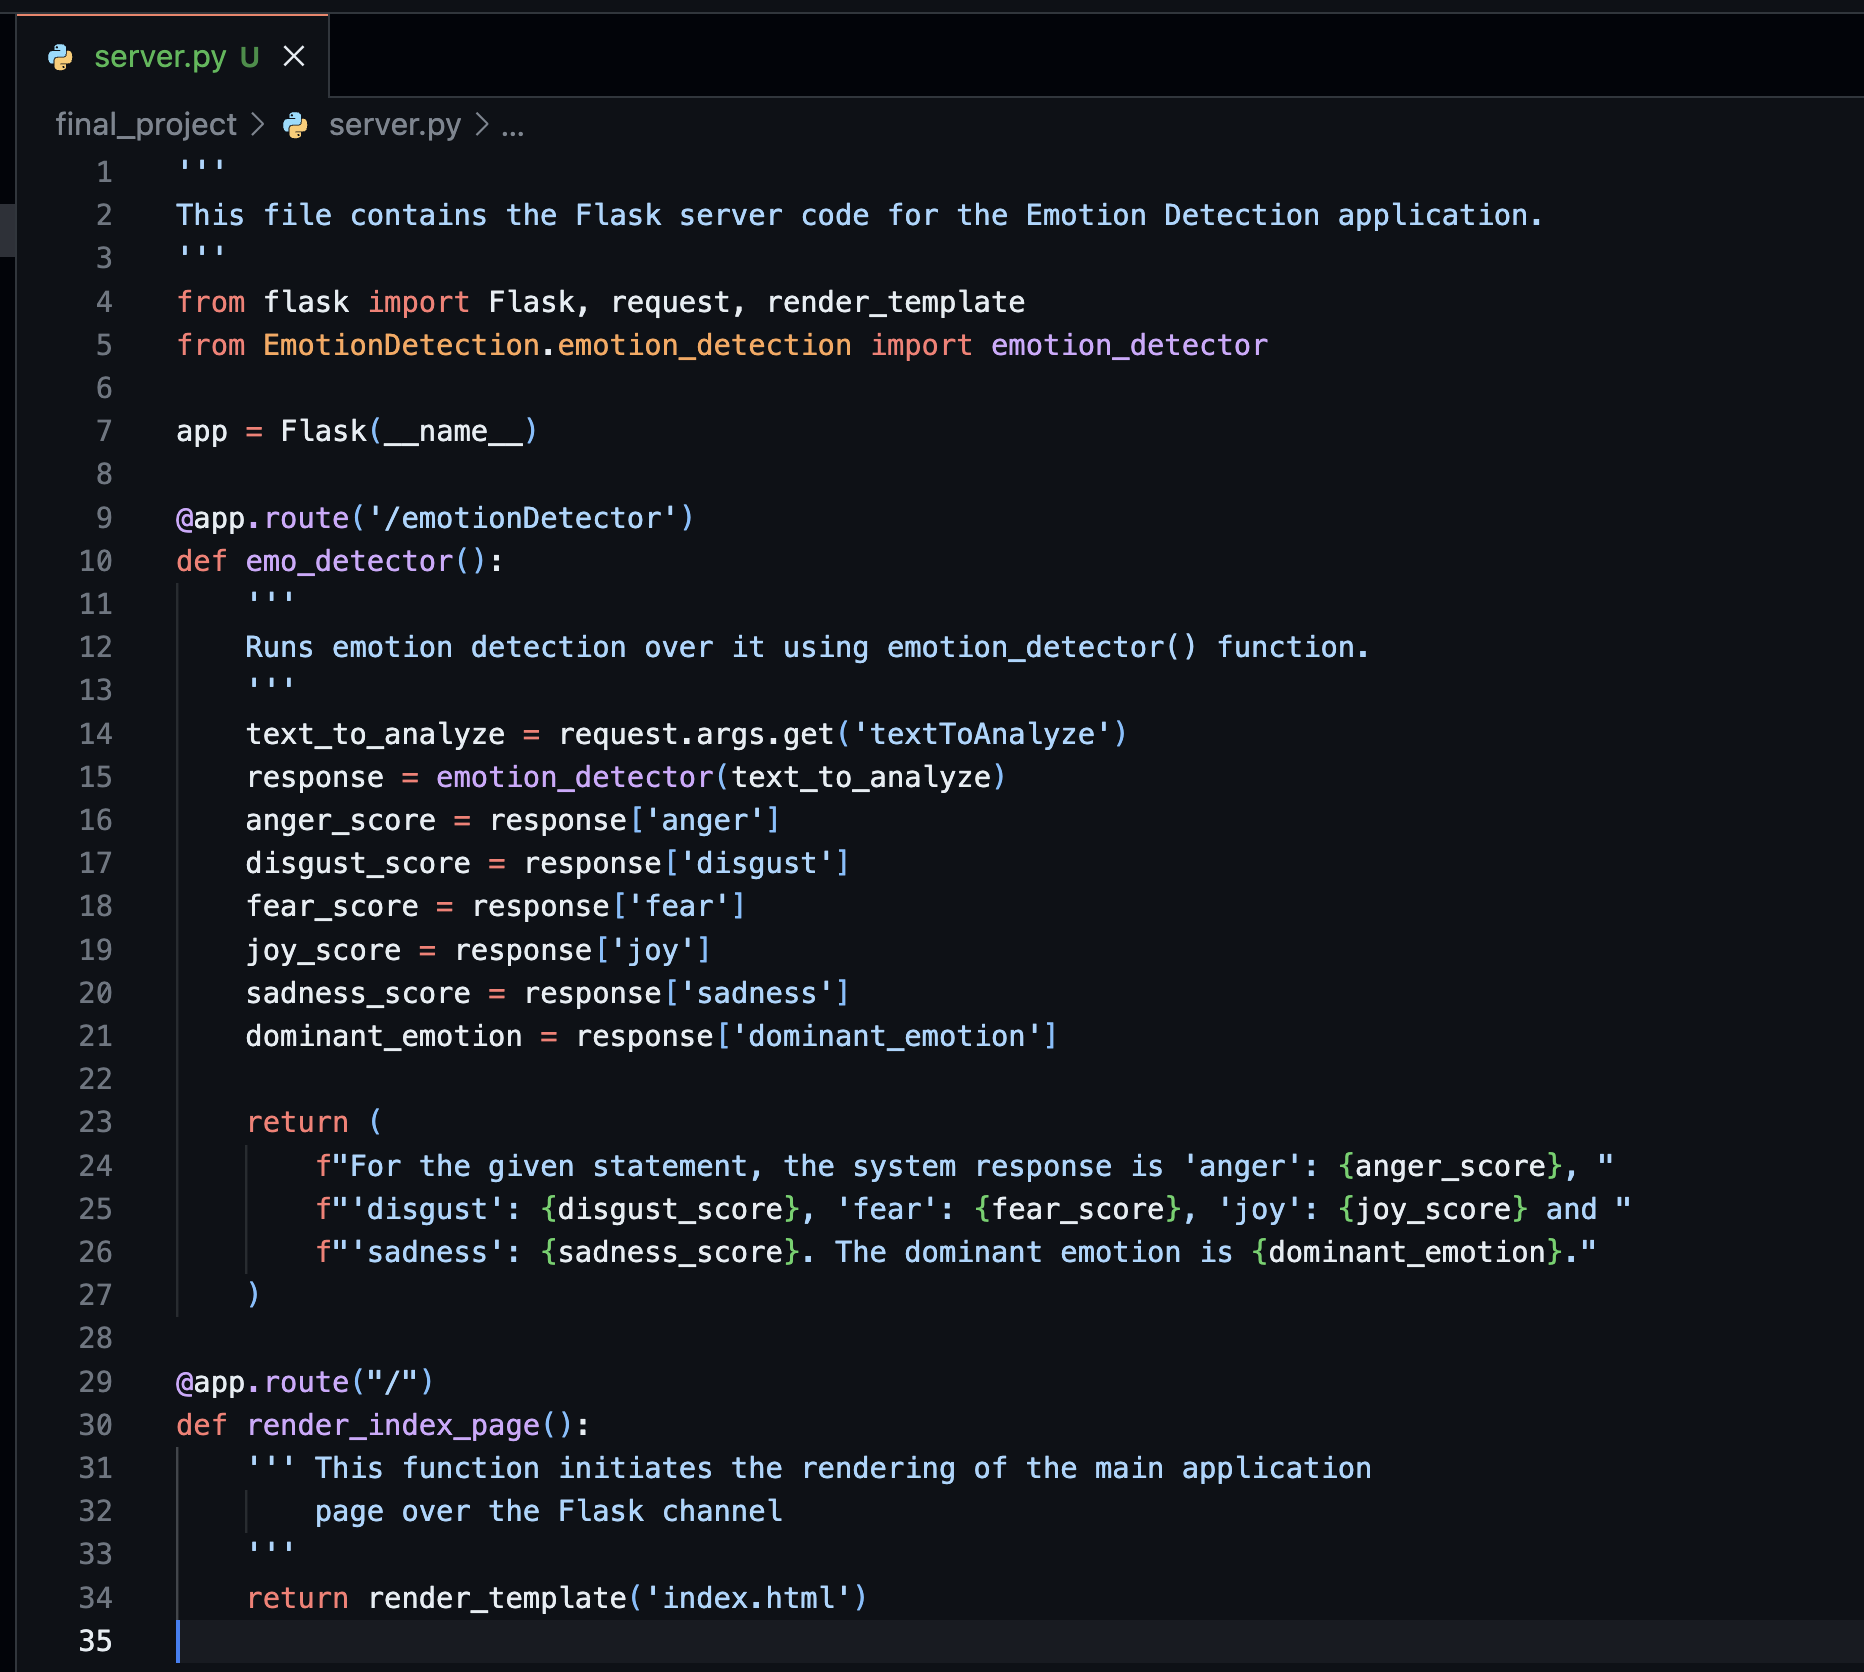 server.py U ×
final_project > server.py > ...
1 '''
2 This file contains the Flask server code for the Emotion Detection application.
3 '''
4 from flask import Flask, request, render_template
5 from EmotionDetection.emotion_detection import emotion_detector
6
7 app = Flask(__name__)
8
9 @app.route('/emotionDetector')
10 def emo_detector():
11     '''
12     Runs emotion detection over it using emotion_detector() function.
13     '''
14     text_to_analyze = request.args.get('textToAnalyze')
15     response = emotion_detector(text_to_analyze)
16     anger_score = response['anger']
17     disgust_score = response['disgust']
18     fear_score = response['fear']
19     joy_score = response['joy']
20     sadness_score = response['sadness']
21     dominant_emotion = response['dominant_emotion']
22
23     return (
24         f"For the given statement, the system response is 'anger': {anger_score}, "
25         f"'disgust': {disgust_score}, 'fear': {fear_score}, 'joy': {joy_score} and "
26         f"'sadness': {sadness_score}. The dominant emotion is {dominant_emotion}."
27     )
28
29 @app.route("/")
30 def render_index_page():
31     ''' This function initiates the rendering of the main application
32         page over the Flask channel
33     '''
34     return render_template('index.html')
35